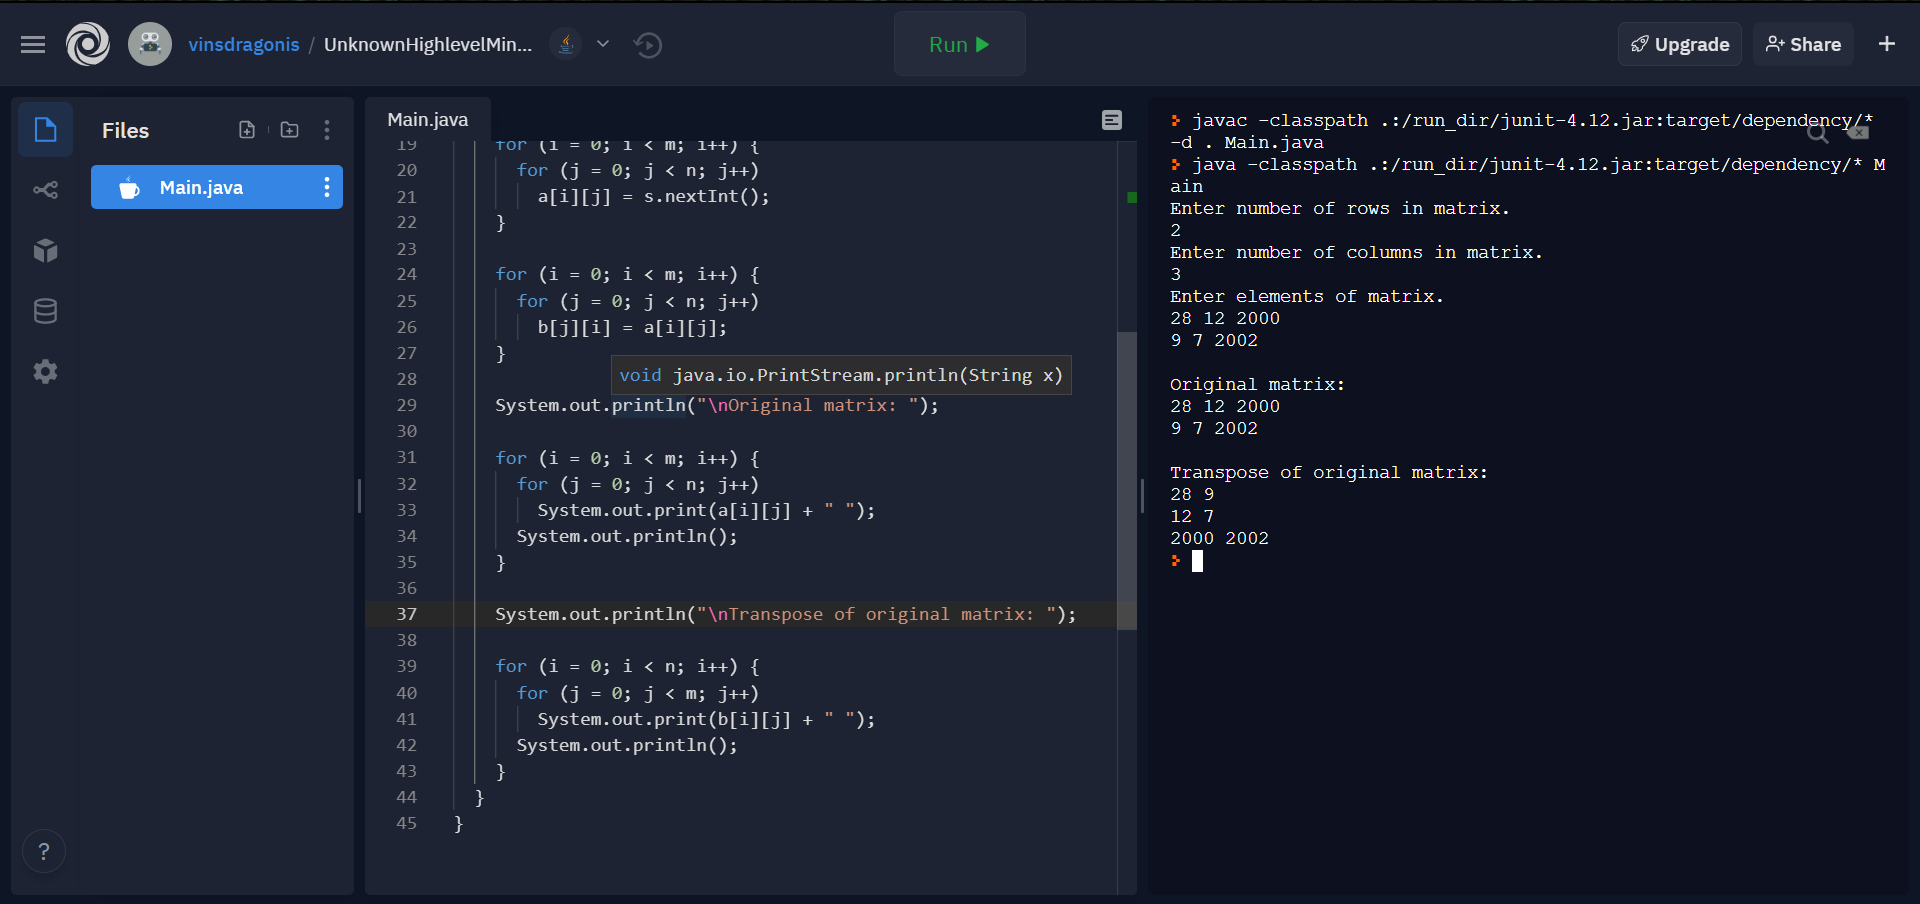 vinsdragonis / UnknownHighlevelMin...
Run
Upgrade
Share
Files
Main.java
?
Main.java
19 for (i = 0; i < m; i++) {
20 for (j = 0; j < n; j++)
21 a[i][j] = s.nextInt();
22 }
23
24 for (i = 0; i < m; i++) {
25 for (j = 0; j < n; j++)
26 b[j][i] = a[i][j];
27 }
void java.io.PrintStream.println(String x)
28
29 System.out.println("\nOriginal matrix: ");
30
31 for (i = 0; i < m; i++) {
32 for (j = 0; j < n; j++)
33 System.out.print(a[i][j] + " ");
34 System.out.println();
35 }
36
37 System.out.println("\nTranspose of original matrix: ");
38
39 for (i = 0; i < n; i++) {
40 for (j = 0; j < m; j++)
41 System.out.print(b[i][j] + " ");
42 System.out.println();
43 }
44 }
45 }
javac -classpath .:/run_dir/junit-4.12.jar:target/dependency/*
-d . Main.java
java -classpath .:/run_dir/junit-4.12.jar:target/dependency/* M
ain
Enter number of rows in matrix.
2
Enter number of columns in matrix.
3
Enter elements of matrix.
28 12 2000
9 7 2002
Original matrix:
28 12 2000
9 7 2002
Transpose of original matrix:
28 9
12 7
2000 2002